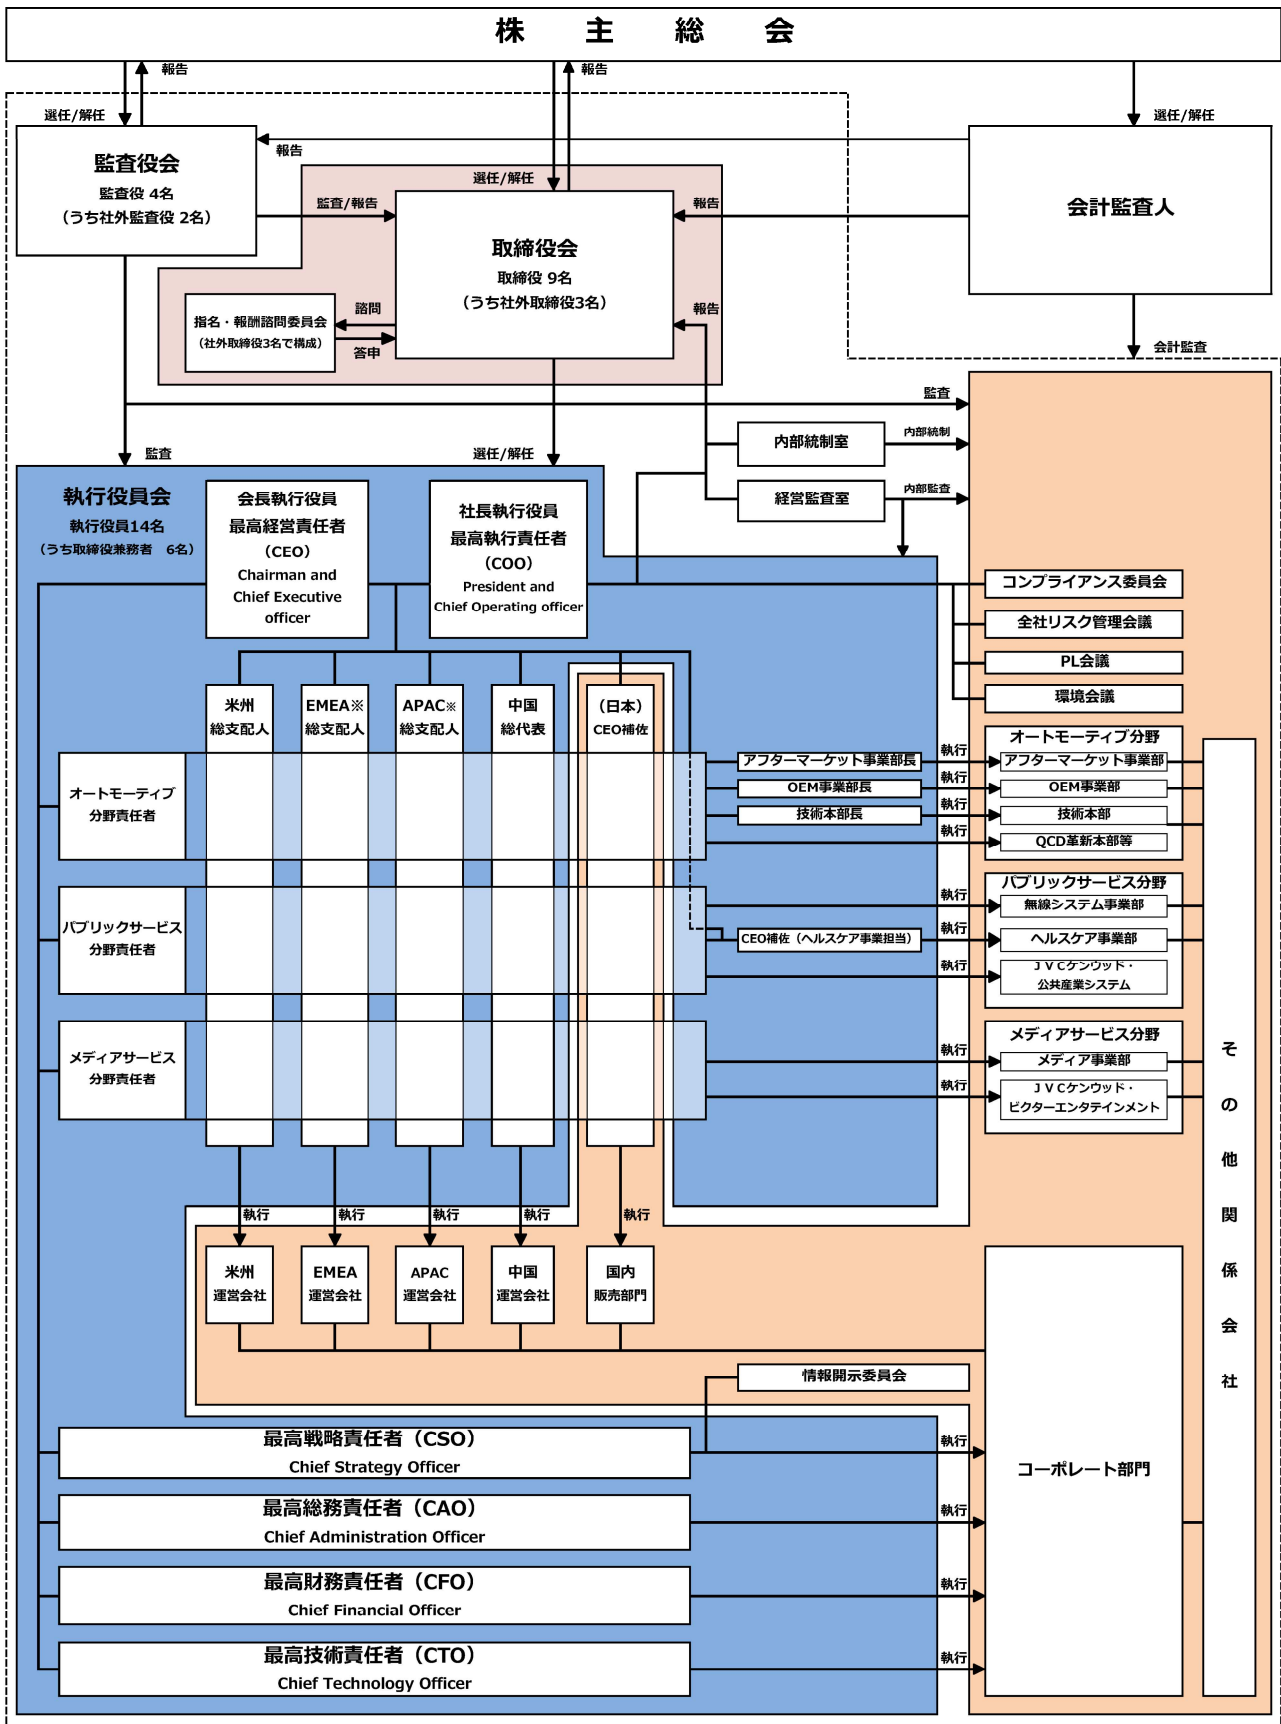 株主総会
報告
報告
選任/解任
選任/解任
監査役会
監査役 4名
（うち社外監査役 2名）
報告
会計監査人
選任/解任
監査/報告
報告
取締役会
取締役 9名
（うち社外取締役3名）
指名・報酬諮問委員会
（社外取締役3名で構成）
諮問
答申
報告
会計監査
監査
内部統制室
内部統制
監査
選任/解任
経営監査室
内部監査
執行役員会
執行役員14名
（うち取締役兼務者　6名）
会長執行役員
最高経営責任者
（CEO）
Chairman and
Chief Executive
officer
社長執行役員
最高執行責任者
（COO）
President and
Chief Operating officer
コンプライアンス委員会
全社リスク管理会議
PL会議
環境会議
米州
総支配人
EMEA※
総支配人
APAC※
総支配人
中国
総代表
（日本）
CEO補佐
オートモーティブ
分野責任者
アフターマーケット事業部長
OEM事業部長
技術本部長
執行
執行
執行
執行
オートモーティブ分野
アフターマーケット事業部
OEM事業部
技術本部
QCD革新本部等
パブリックサービス
分野責任者
CEO補佐（ヘルスケア事業担当）
執行
執行
執行
パブリックサービス分野
無線システム事業部
ヘルスケア事業部
ＪＶＣケンウッド・
公共産業システム
メディアサービス
分野責任者
執行
執行
メディアサービス分野
メディア事業部
ＪＶＣケンウッド・
ビクターエンタテインメント
その他関係会社
執行
執行
執行
執行
執行
米州
運営会社
EMEA
運営会社
APAC
運営会社
中国
運営会社
国内
販売部門
情報開示委員会
最高戦略責任者（CSO）
Chief Strategy Officer
執行
最高総務責任者（CAO）
Chief Administration Officer
執行
最高財務責任者（CFO）
Chief Financial Officer
執行
最高技術責任者（CTO）
Chief Technology Officer
執行
コーポレート部門